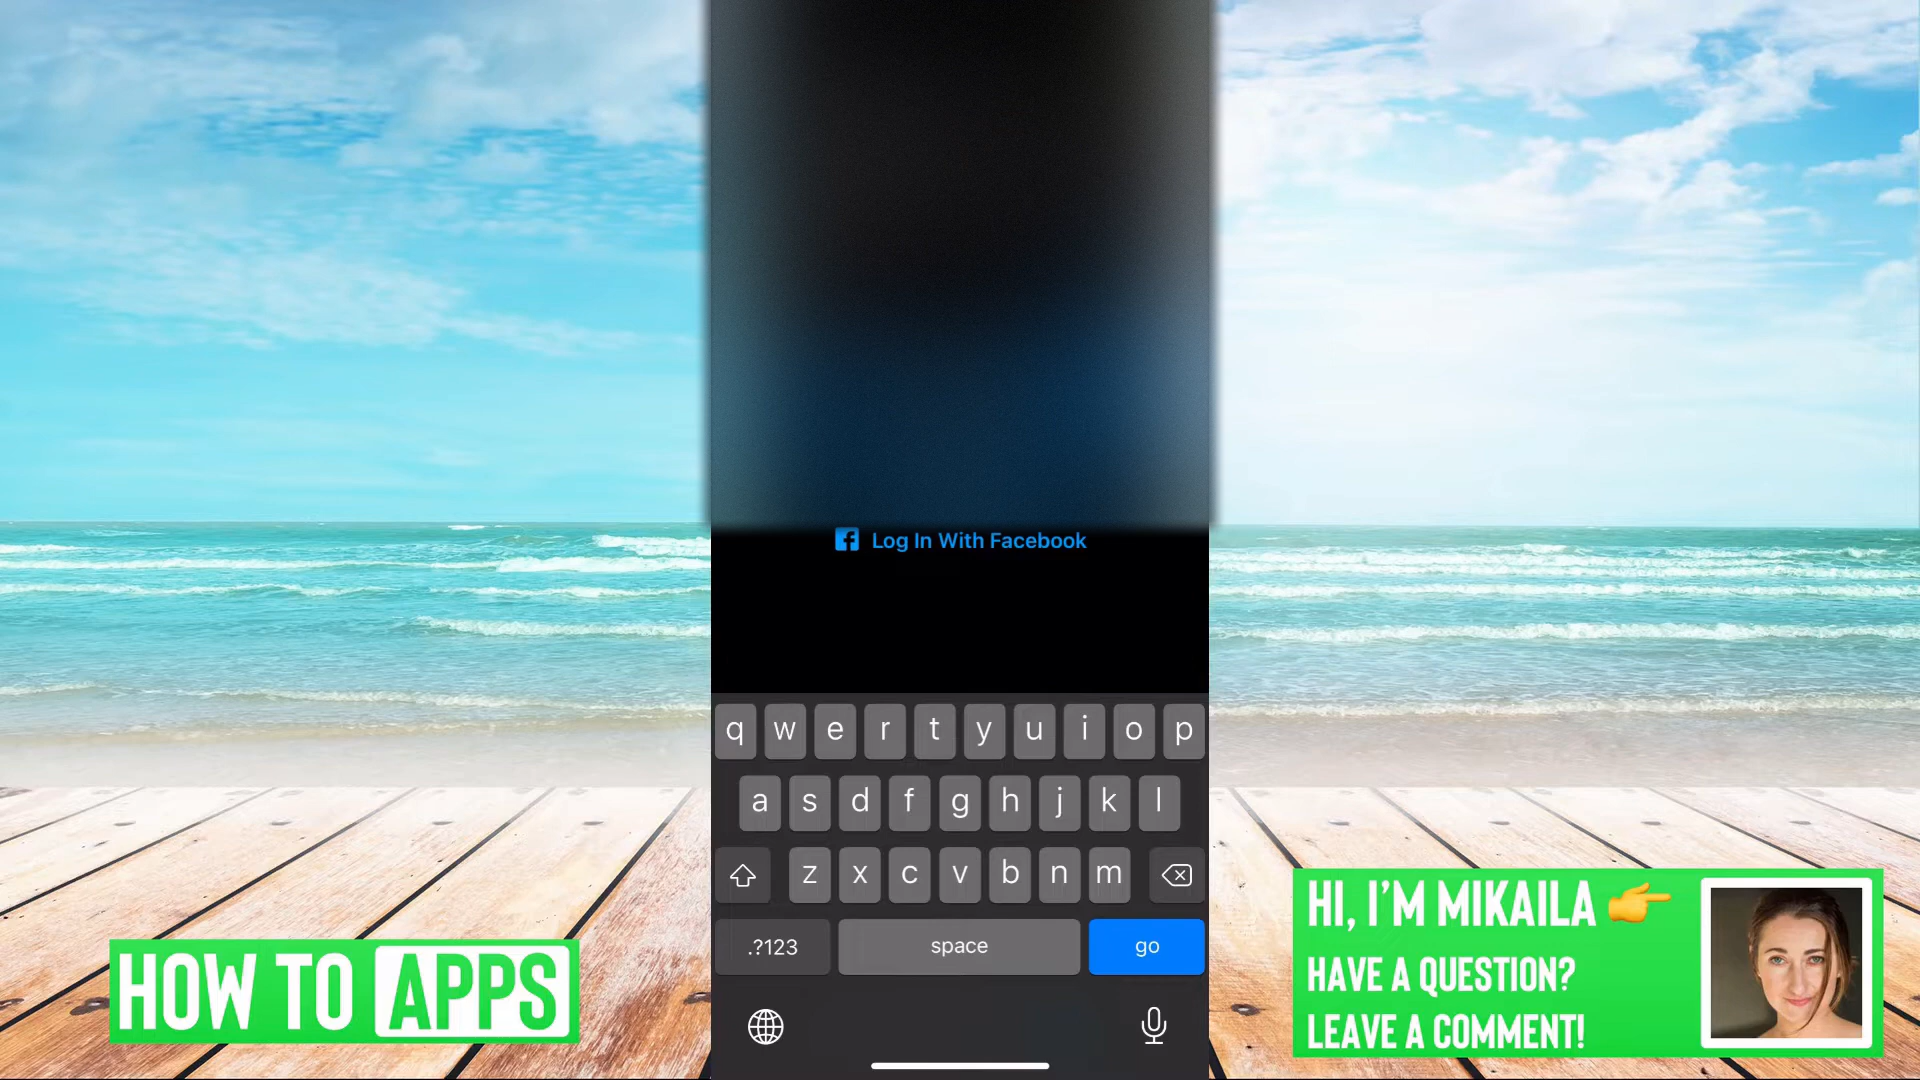 Log In With Facebook
q w e r t y u i o p
a s d f g h j k l
z x c v b n m
.?123 space go
HOW TO APPS
HI, I'M MIKAILA 👉
HAVE A QUESTION?
LEAVE A COMMENT!